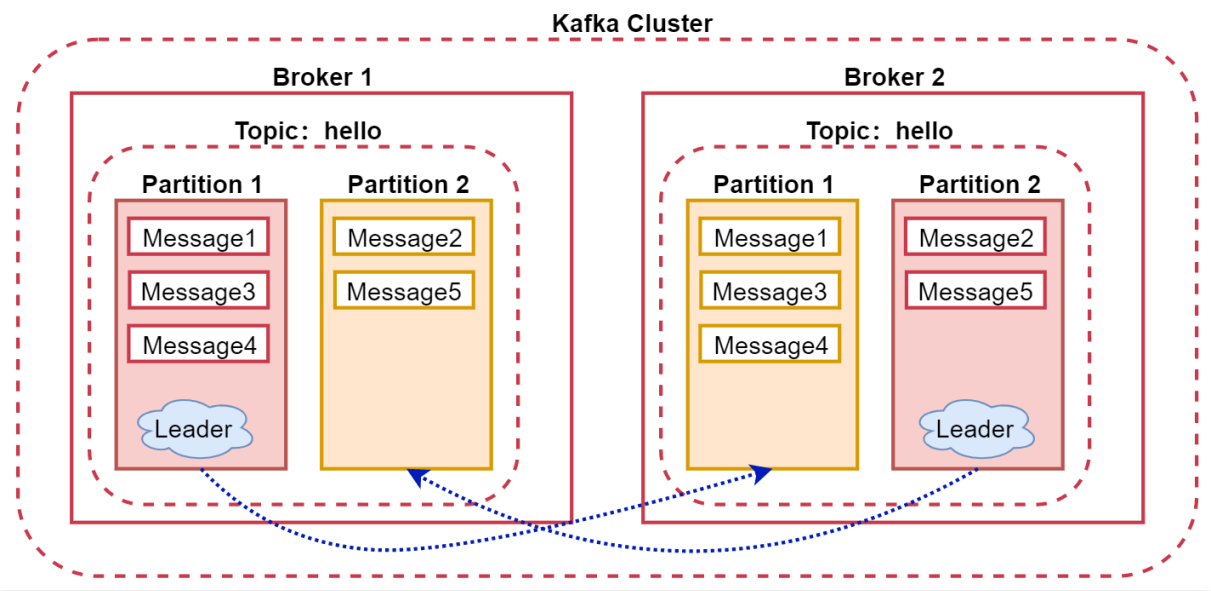 Kafka Cluster
Broker 1
Broker 2
Topic: hello
Topic: hello
Partition 1
Partition 2
Partition 1
Partition 2
Message1
Message2
Message1
Message2
Message3
Message5
Message3
Message5
Message4
Message4
Leader
Leader